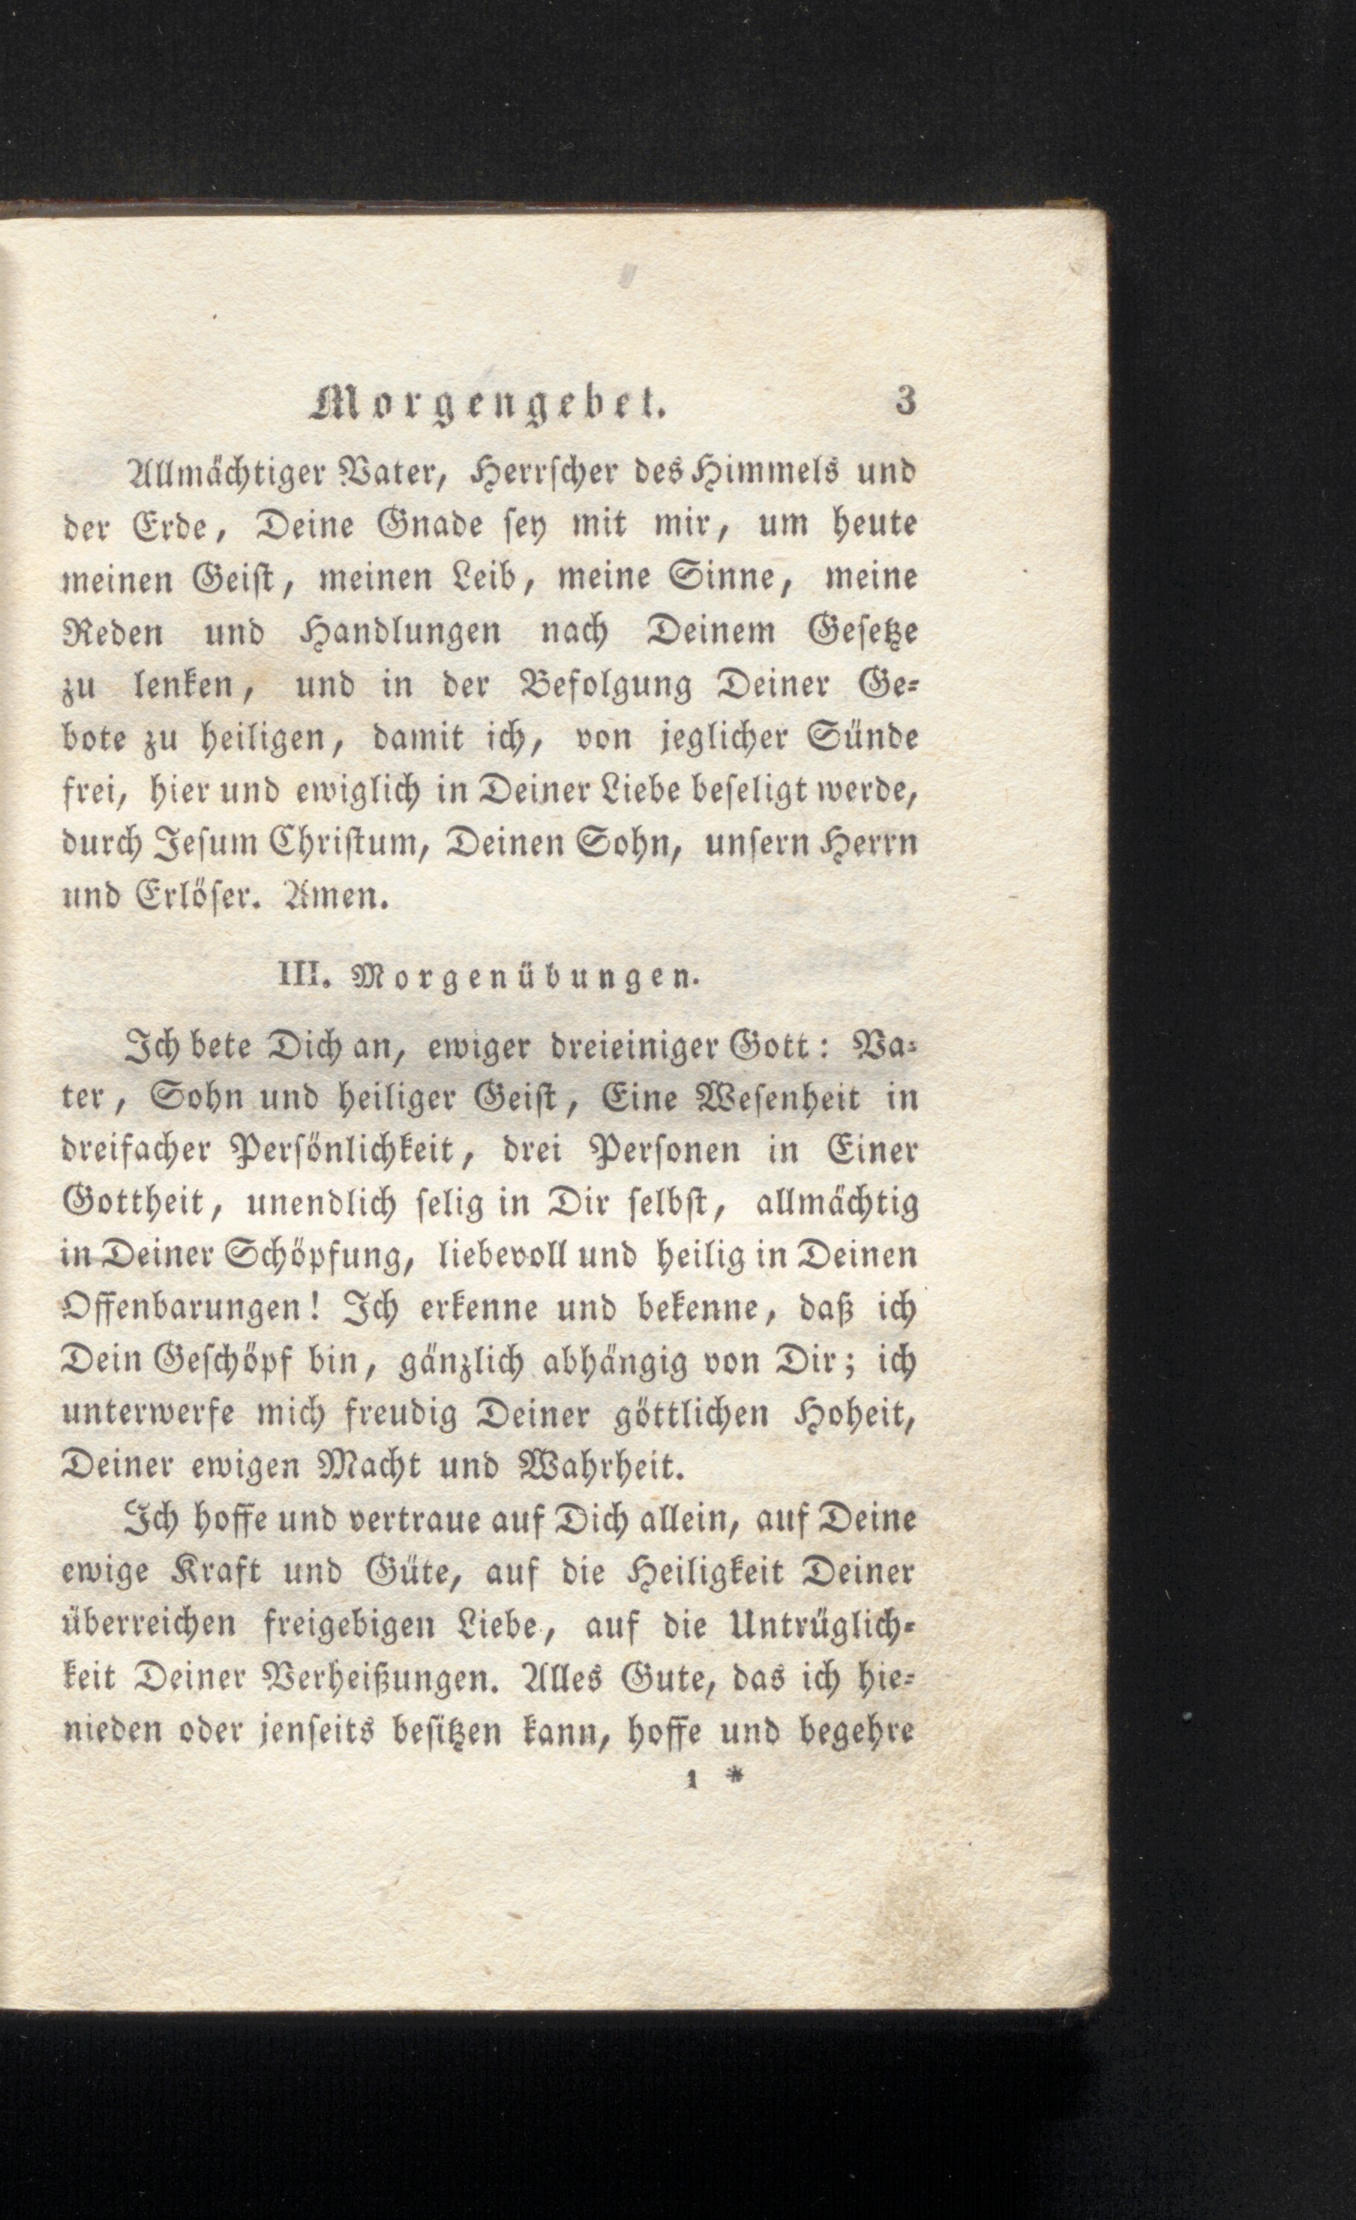 Morgengebet. 3
Allmächtiger Vater, Herrſcher des Himmels und
der Erde, Deine Gnade ſey mit mir, um heute
meinen Geiſt, meinen Leib, meine Sinne, meine
Reden und Handlungen nach Deinem Geſetze
zu lenken, und in der Befolgung Deiner Ge⸗
bote zu heiligen, damit ich, von jeglicher Sünde
frei, hier und ewiglich in Deiner Liebe beſeligt werde,
durch Jeſum Chriſtum, Deinen Sohn, unſern Herrn
und Erlöſer. Amen.
III. Morgenübungen.
Ich bete Dich an, ewiger dreieiniger Gott: Va⸗
ter, Sohn und heiliger Geiſt, Eine Weſenheit in
dreifacher Perſönlichkeit, drei Perſonen in Einer
Gottheit, unendlich ſelig in Dir ſelbſt, allmächtig
in Deiner Schöpfung, liebevoll und heilig in Deinen
Offenbarungen! Ich erkenne und bekenne, daß ich
Dein Geſchöpf bin, gänzlich abhängig von Dir; ich
unterwerfe mich freudig Deiner göttlichen Hoheit,
Deiner ewigen Macht und Wahrheit.
Ich hoffe und vertraue auf Dich allein, auf Deine
ewige Kraft und Güte, auf die Heiligkeit Deiner
überreichen freigebigen Liebe, auf die Untrüglich⸗
keit Deiner Verheißungen. Alles Gute, das ich hie⸗
nieden oder jenſeits beſitzen kann, hoffe und begehre
1 *